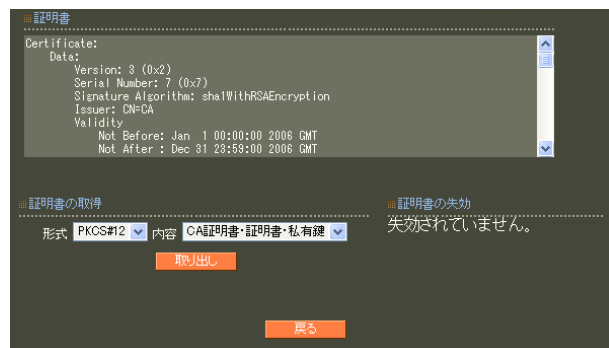 証明書
Certificate:
Data:
Version: 3 (0x2)
Serial Number: 7 (0x7)
Signature Algorithm: sha1WithRSAEncryption
Issuer: CN=CA
Validity
Not Before: Jan  1 00:00:00 2006 GMT
Not After : Dec 31 23:59:00 2006 GMT
証明書の取得
形式 PKCS#12 内容 CA証明書・証明書・私有鍵
取り出し
証明書の失効
失効されていません。
戻る